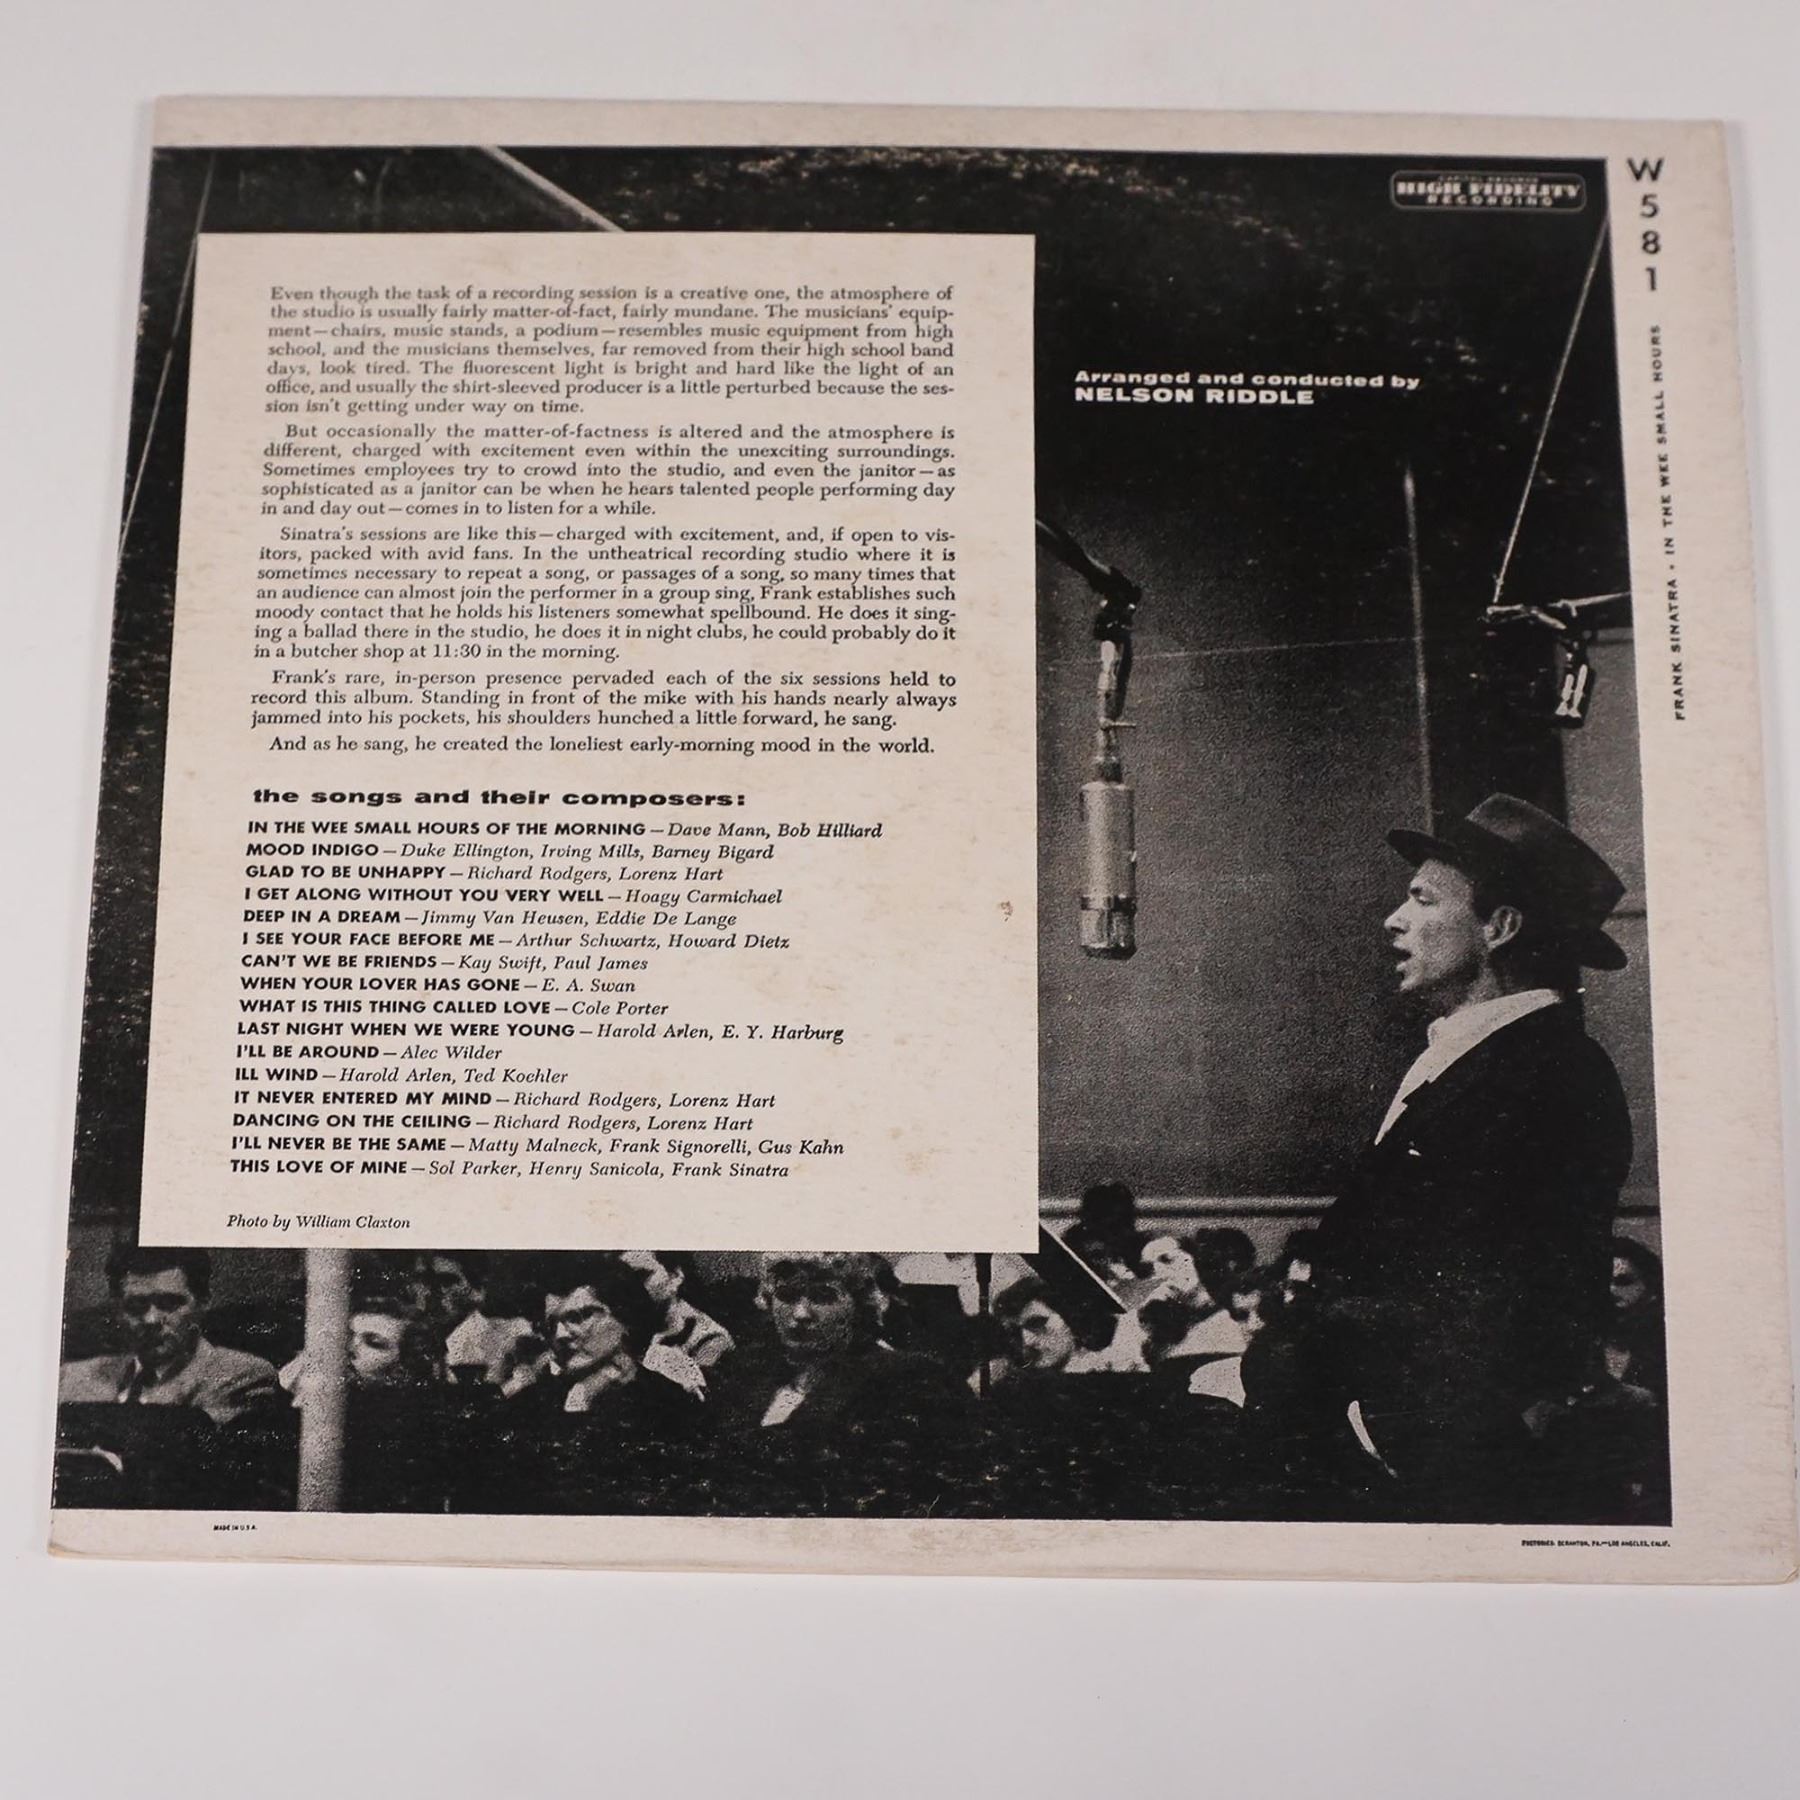 CAPITOL RECORDS
HIGH FIDELITY
RECORDING
W
5
8
1
FRANK SINATRA • IN THE WEE SMALL HOURS
Arranged and conducted by
NELSON RIDDLE
Even though the task of a recording session is a creative one, the atmosphere of
the studio is usually fairly matter-of-fact, fairly mundane. The musicians' equip-
ment—chairs, music stands, a podium—resembles music equipment from high
school, and the musicians themselves, far removed from their high school band
days, look tired. The fluorescent light is bright and hard like the light of an
office, and usually the shirt-sleeved producer is a little perturbed because the ses-
sion isn't getting under way on time.
But occasionally the matter-of-factness is altered and the atmosphere is
different, charged with excitement even within the unexciting surroundings.
Sometimes employees try to crowd into the studio, and even the janitor—as
sophisticated as a janitor can be when he hears talented people performing day
in and day out—comes in to listen for a while.
Sinatra's sessions are like this—charged with excitement, and, if open to vis-
itors, packed with avid fans. In the untheatrical recording studio where it is
sometimes necessary to repeat a song, or passages of a song, so many times that
an audience can almost join the performer in a group sing, Frank establishes such
moody contact that he holds his listeners somewhat spellbound. He does it sing-
ing a ballad there in the studio, he does it in night clubs, he could probably do it
in a butcher shop at 11:30 in the morning.
Frank's rare, in-person presence pervaded each of the six sessions held to
record this album. Standing in front of the mike with his hands nearly always
jammed into his pockets, his shoulders hunched a little forward, he sang.
And as he sang, he created the loneliest early-morning mood in the world.
the songs and their composers:
IN THE WEE SMALL HOURS OF THE MORNING—Dave Mann, Bob Hilliard
MOOD INDIGO—Duke Ellington, Irving Mills, Barney Bigard
GLAD TO BE UNHAPPY—Richard Rodgers, Lorenz Hart
I GET ALONG WITHOUT YOU VERY WELL—Hoagy Carmichael
DEEP IN A DREAM—Jimmy Van Heusen, Eddie De Lange
I SEE YOUR FACE BEFORE ME—Arthur Schwartz, Howard Dietz
CAN'T WE BE FRIENDS—Kay Swift, Paul James
WHEN YOUR LOVER HAS GONE—E. A. Swan
WHAT IS THIS THING CALLED LOVE—Cole Porter
LAST NIGHT WHEN WE WERE YOUNG—Harold Arlen, E. Y. Harburg
I'LL BE AROUND—Alec Wilder
ILL WIND—Harold Arlen, Ted Koehler
IT NEVER ENTERED MY MIND—Richard Rodgers, Lorenz Hart
DANCING ON THE CEILING—Richard Rodgers, Lorenz Hart
I'LL NEVER BE THE SAME—Matty Malneck, Frank Signorelli, Gus Kahn
THIS LOVE OF MINE—Sol Parker, Henry Sanicola, Frank Sinatra
Photo by William Claxton
MADE IN U.S.A.
FACTORIES: SCRANTON, PA.—LOS ANGELES, CALIF.